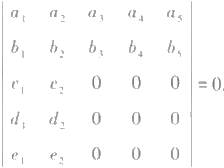 a₁ a₂ a₃ a₄ a₅
b₁ b₂ b₃ b₄ b₅
c₁ c₂ 0 0 0 = 0.
d₁ d₂ 0 0 0
e₁ e₂ 0 0 0